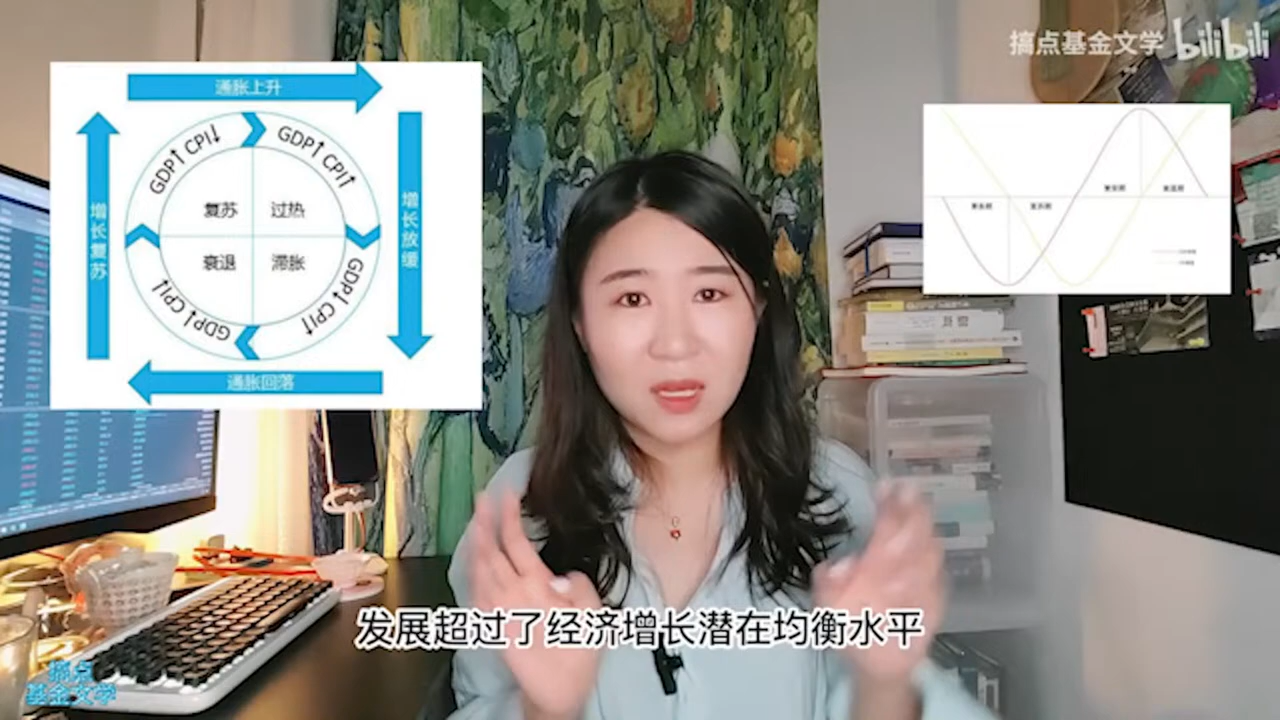 搞点基金文学 bilibili
通胀上升
GDP↑ CPI↓
GDP↑ CPI↑
增长复苏
复苏
过热
增长放缓
衰退
滞胀
GDP↓ CPI↓
GDP↓ CPI↑
通胀回落
发展超过了经济增长潜在均衡水平
搞点
基金文学